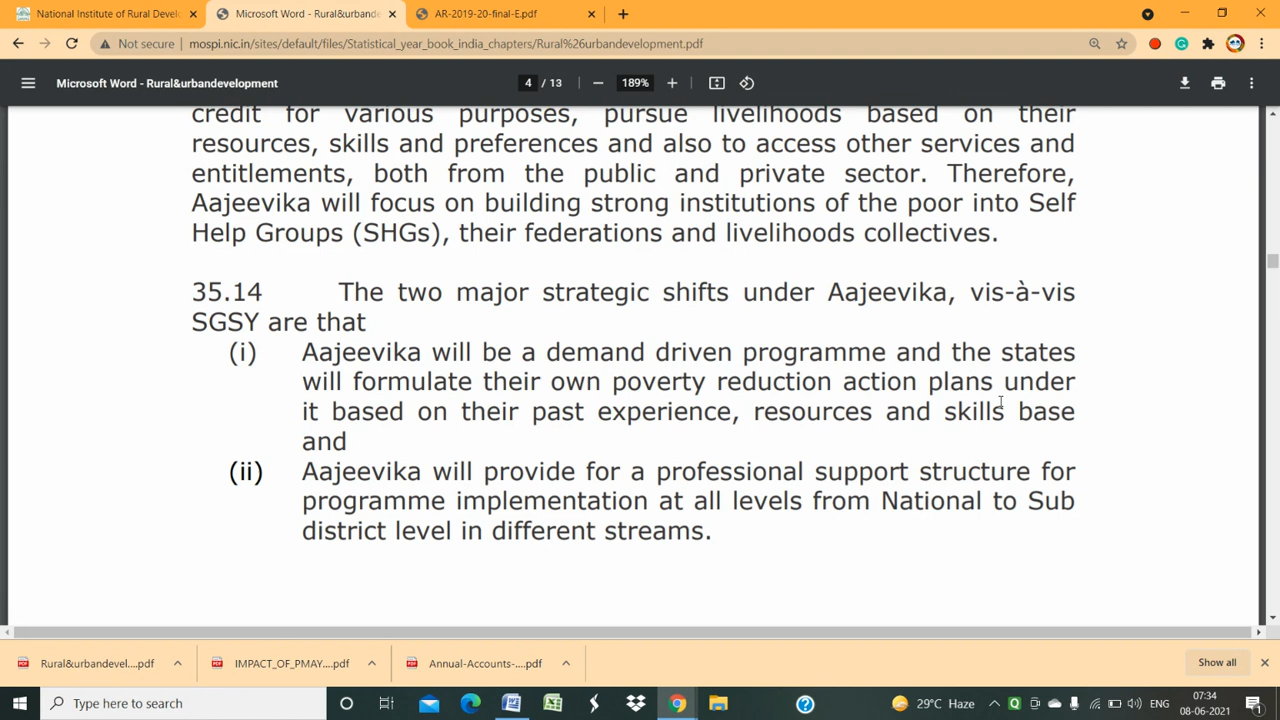 National Institute of Rural Develo
Microsoft Word - Rural&urbande
AR-2019-20-final-E.pdf
Not secure
mospi.nic.in/sites/default/files/Statistical_year_book_india_chapters/Rural%26urbandevelopment.pdf
Microsoft Word - Rural&urbandevelopment
4 / 13
189%
credit for various purposes, pursue livelihoods based on their
resources, skills and preferences and also to access other services and
entitlements, both from the public and private sector. Therefore,
Aajeevika will focus on building strong institutions of the poor into Self
Help Groups (SHGs), their federations and livelihoods collectives.
35.14 The two major strategic shifts under Aajeevika, vis-à-vis
SGSY are that
(i) Aajeevika will be a demand driven programme and the states
will formulate their own poverty reduction action plans under
it based on their past experience, resources and skills base
and
(ii) Aajeevika will provide for a professional support structure for
programme implementation at all levels from National to Sub
district level in different streams.
Rural&urbandevel....pdf
IMPACT_OF_PMAY....pdf
Annual-Accounts-....pdf
Show all
Type here to search
29°C Haze
ENG
07:34
08-06-2021